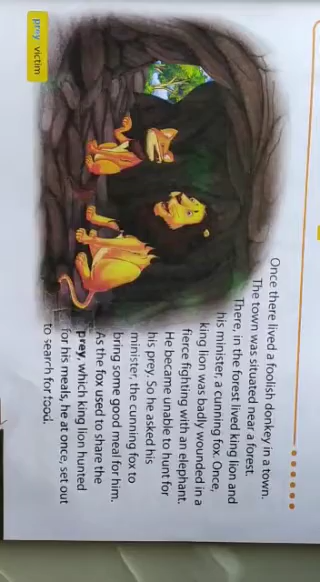 Once there lived a foolish donkey in a town.
The town was situated near a forest.
There, in the forest lived king lion and
his minister, a cunning fox. Once,
king lion was badly wounded in a
fierce fighting with an elephant.
He became unable to hunt for
his prey. So he asked his
minister, the cunning fox to
bring some good meal for him.
As the fox used to share the
prey, which king lion hunted
for his meals, he at once, set out
to search for food.
prey victim